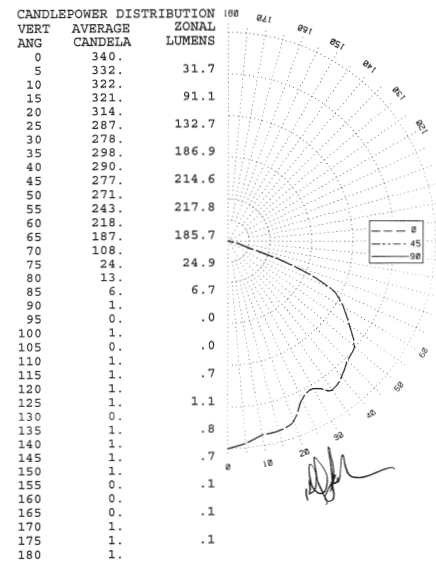 CANDLEPOWER DISTRIBUTION
VERT AVERAGE ZONAL
ANG CANDELA LUMENS
0 340.
5 332. 31.7
10 322.
15 321. 91.1
20 314.
25 287. 132.7
30 278.
35 298. 186.9
40 290.
45 277. 214.6
50 271.
55 243. 217.8
60 218.
65 187. 185.7
70 108.
75 24. 24.9
80 13.
85 6. 6.7
90 1.
95 0. .0
100 1.
105 0. .0
110 1.
115 1. .7
120 1.
125 1. 1.1
130 0.
135 1. .8
140 1.
145 1. .7
150 1.
155 0. .1
160 0.
165 0. .1
170 1.
175 1. .1
180 1.
180
170
160
150
140
130
120
0
45
90
60
50
40
30
20
10
0